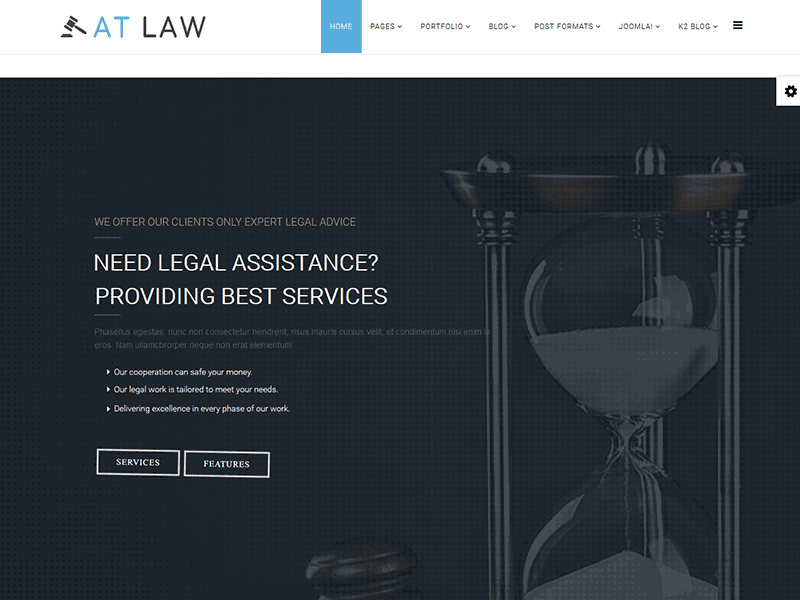 AT LAW
HOME PAGES PORTFOLIO BLOG POST FORMATS JOOMLA! K2 BLOG
WE OFFER OUR CLIENTS ONLY EXPERT LEGAL ADVICE
NEED LEGAL ASSISTANCE?
PROVIDING BEST SERVICES
Phasellus egestas, nunc non consectetur hendrerit, risus mauris cursus velit, et condimentum nisi enim in
eros. Nam ullamcbrorper neque non erat elementum.
Our cooperation can safe your money.
Our legal work is tailored to meet your needs.
Delivering excellence in every phase of our work.
SERVICES FEATURES